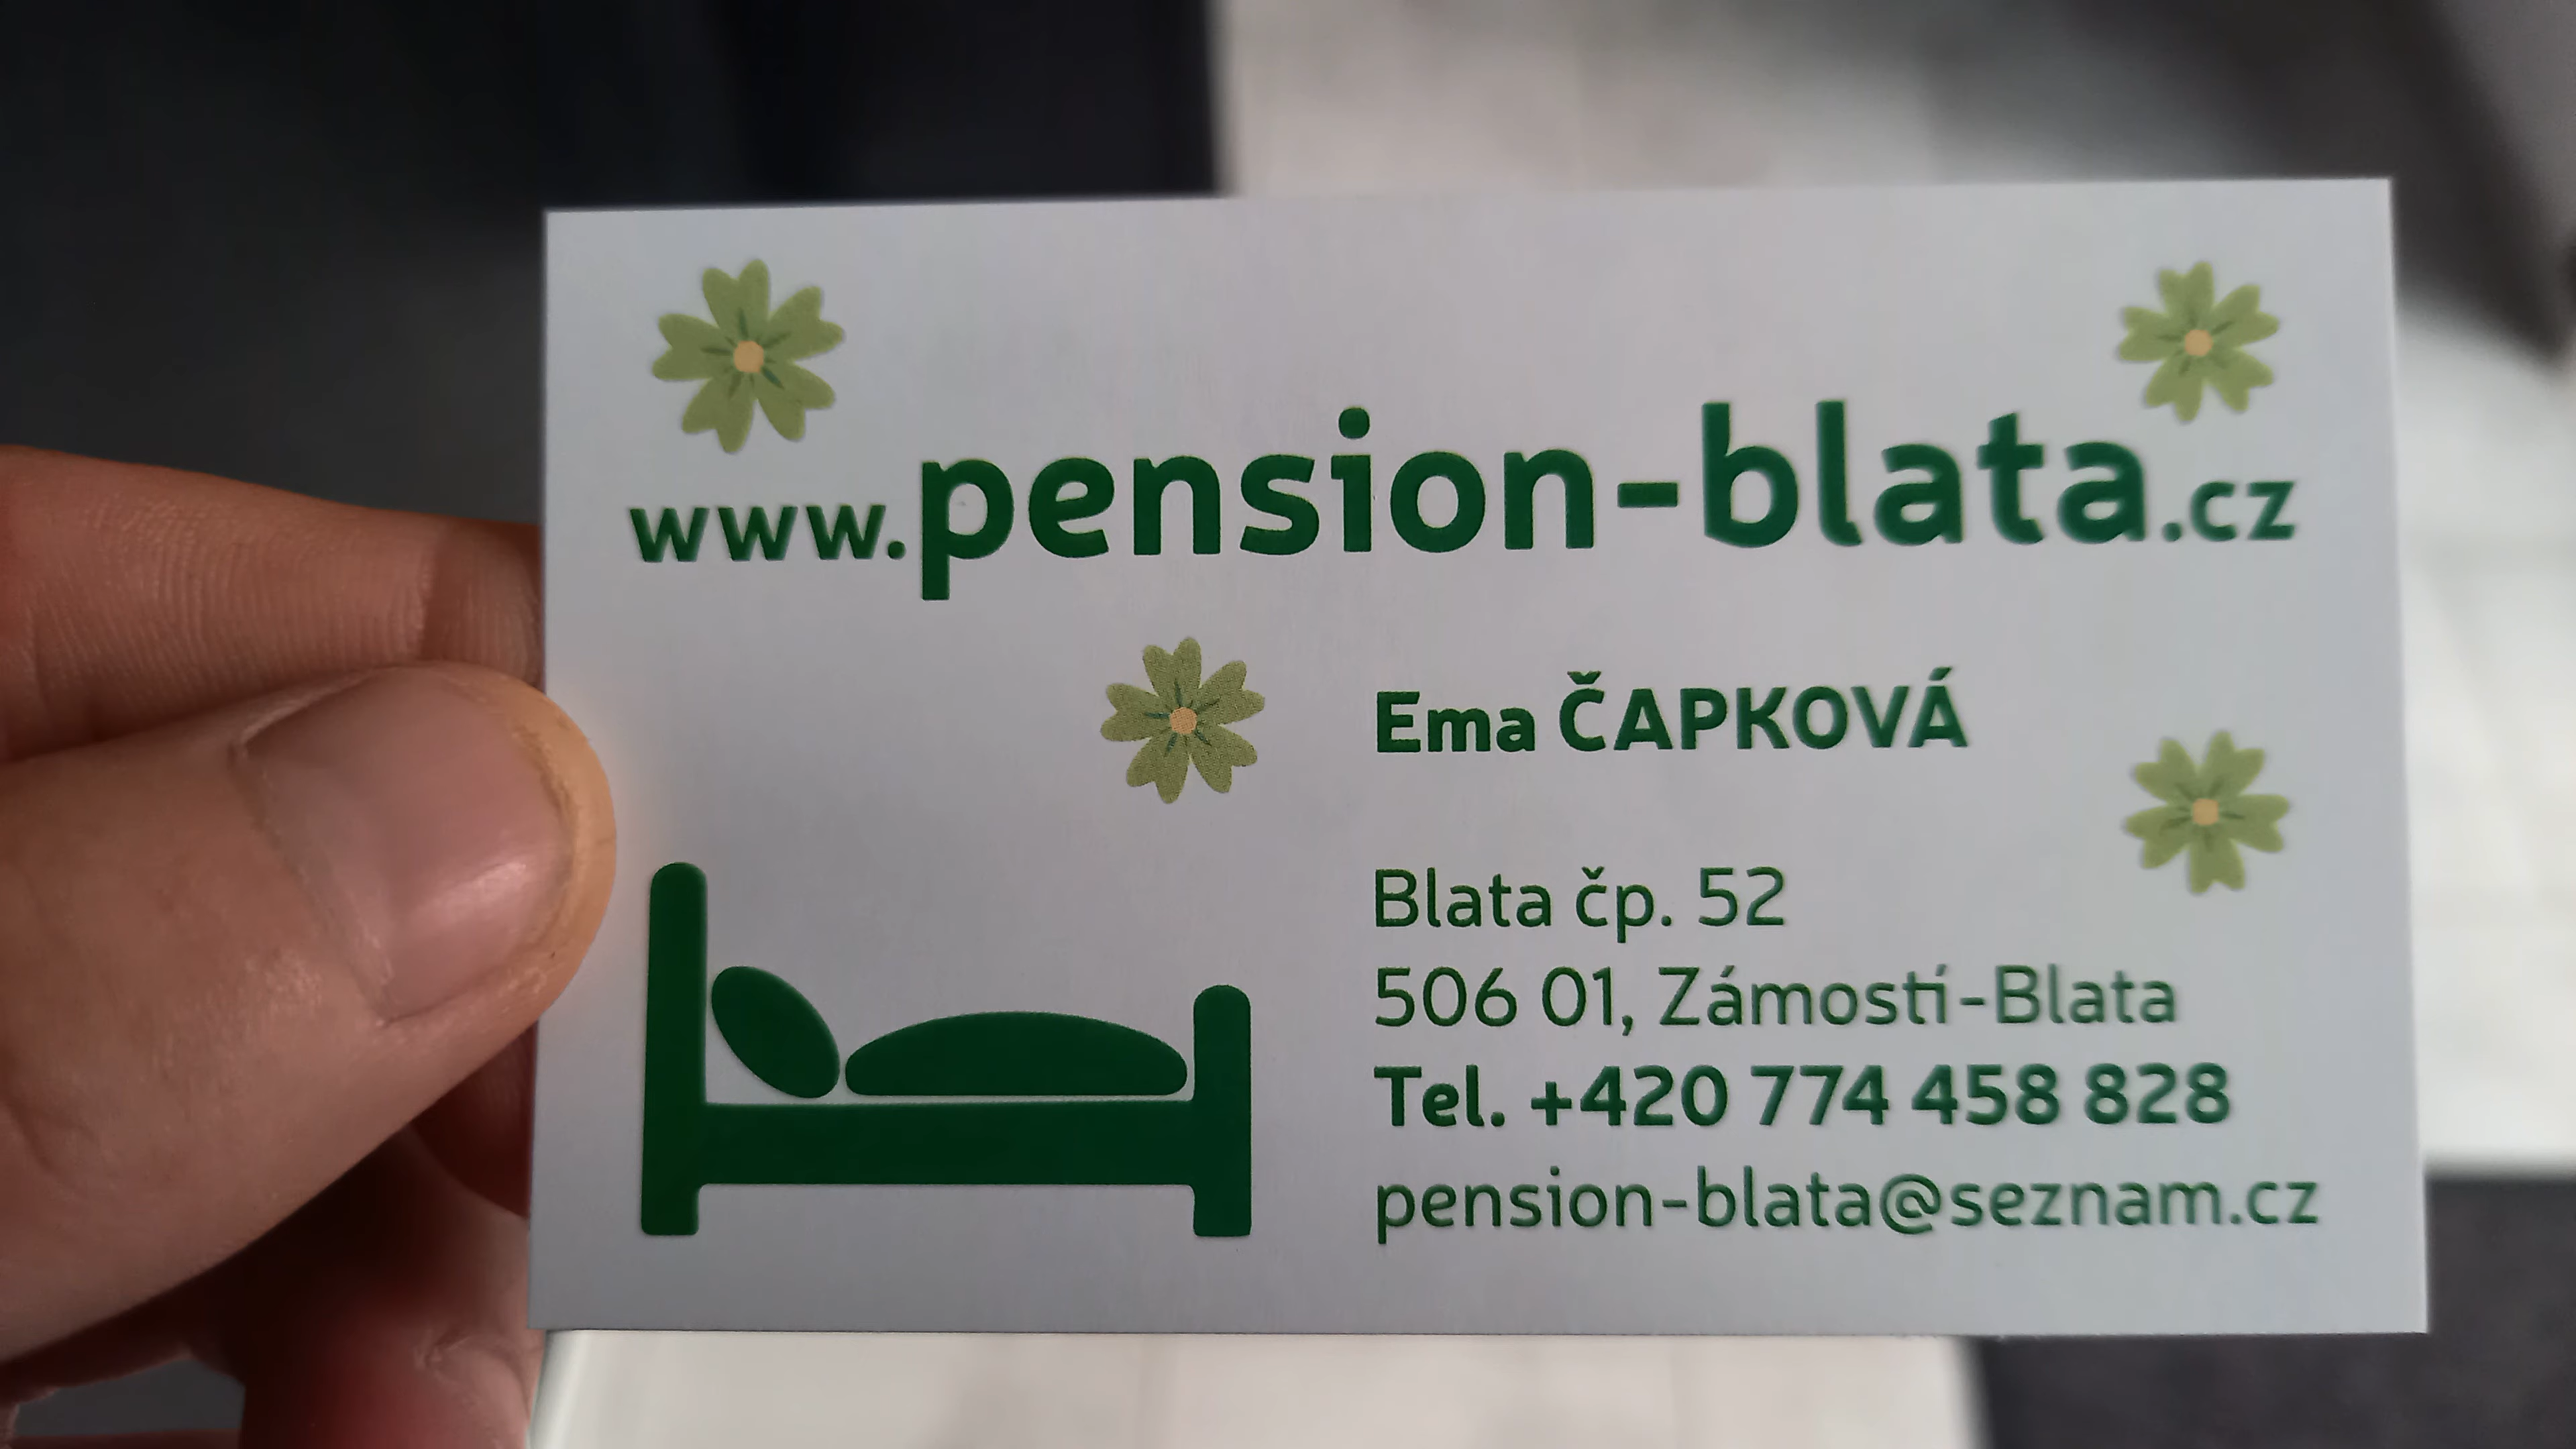 www.pension-blata.cz
Ema ČAPKOVÁ
Blata čp. 52
506 01, Zámostí-Blata
Tel. +420 774 458 828
pension-blata@seznam.cz